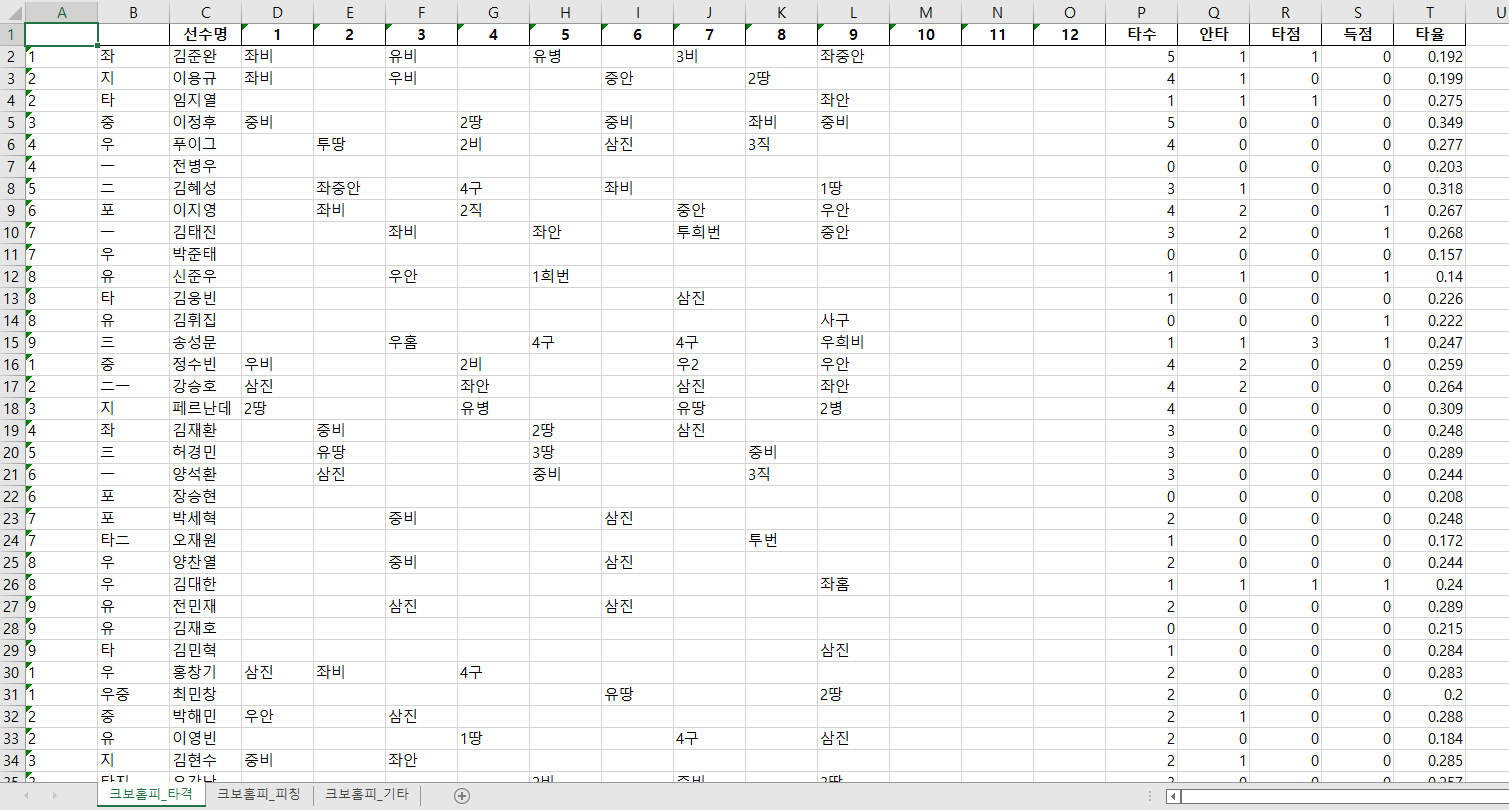 A B C D E F G H I J K L M N O P Q R S T U
1 선수명 1 2 3 4 5 6 7 8 9 10 11 12 타수 안타 타점 득점 타율
2 1 좌 김준완 좌비 유비 유병 3비 좌중안 5 1 1 0 0.192
3 2 지 이용규 좌비 우비 중안 2땅 4 1 0 0 0.199
4 2 타 임지열 좌안 1 1 1 0 0.275
5 3 중 이정후 중비 2땅 중비 좌비 중비 5 0 0 0 0.349
6 4 우 푸이그 투땅 2비 삼진 3직 4 0 0 0 0.277
7 4 一 전병우 0 0 0 0 0.203
8 5 二 김혜성 좌중안 4구 좌비 1땅 3 1 0 0 0.318
9 6 포 이지영 좌비 2직 중안 우안 4 2 0 1 0.267
10 7 一 김태진 좌비 좌안 투희번 중안 3 2 0 1 0.268
11 7 우 박준태 0 0 0 0 0.157
12 8 유 신준우 우안 1희번 1 1 0 1 0.14
13 8 타 김웅빈 삼진 1 0 0 0 0.226
14 8 유 김휘집 사구 0 0 0 1 0.222
15 9 三 송성문 우홈 4구 4구 우희비 1 1 3 1 0.247
16 1 중 정수빈 우비 2비 우2 우안 4 2 0 0 0.259
17 2 二一 강승호 삼진 좌안 삼진 좌안 4 2 0 0 0.264
18 3 지 페르난데 2땅 유병 유땅 2병 4 0 0 0 0.309
19 4 좌 김재환 중비 2땅 삼진 3 0 0 0 0.248
20 5 三 허경민 유땅 3땅 중비 3 0 0 0 0.289
21 6 一 양석환 삼진 중비 3직 3 0 0 0 0.244
22 6 포 장승현 0 0 0 0 0.208
23 7 포 박세혁 중비 삼진 2 0 0 0 0.248
24 7 타二 오재원 투번 1 0 0 0 0.172
25 8 우 양찬열 중비 삼진 2 0 0 0 0.244
26 8 우 김대한 좌홈 1 1 1 1 0.24
27 9 유 전민재 삼진 삼진 2 0 0 0 0.289
28 9 유 김재호 0 0 0 0 0.215
29 9 타 김민혁 삼진 1 0 0 0 0.284
30 1 우 홍창기 삼진 좌비 4구 2 0 0 0 0.283
31 1 우중 최민창 유땅 2땅 2 0 0 0 0.2
32 2 중 박해민 우안 삼진 2 1 0 0 0.288
33 2 유 이영빈 1땅 4구 삼진 2 0 0 0 0.184
34 3 지 김현수 중비 좌안 2 1 0 0 0.285
크보홈피_타격 크보홈피_피칭 크보홈피_기타